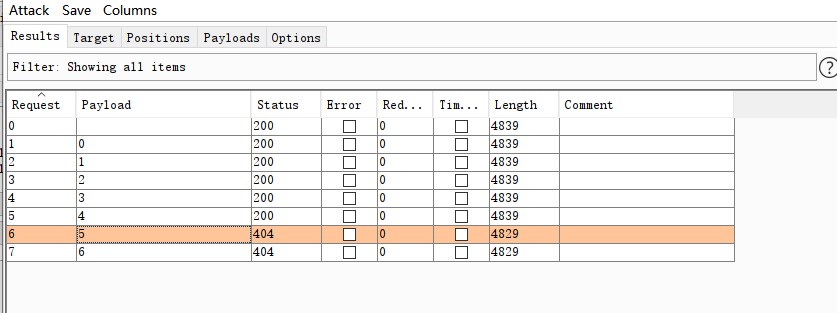 Attack Save Columns
Results Target Positions Payloads Options
Filter: Showing all items
?
Request Payload Status Error Red... Tim... Length Comment
0 200 0 4839
1 0 200 0 4839
2 1 200 0 4839
3 2 200 0 4839
4 3 200 0 4839
5 4 200 0 4839
6 5 404 0 4829
7 6 404 0 4829